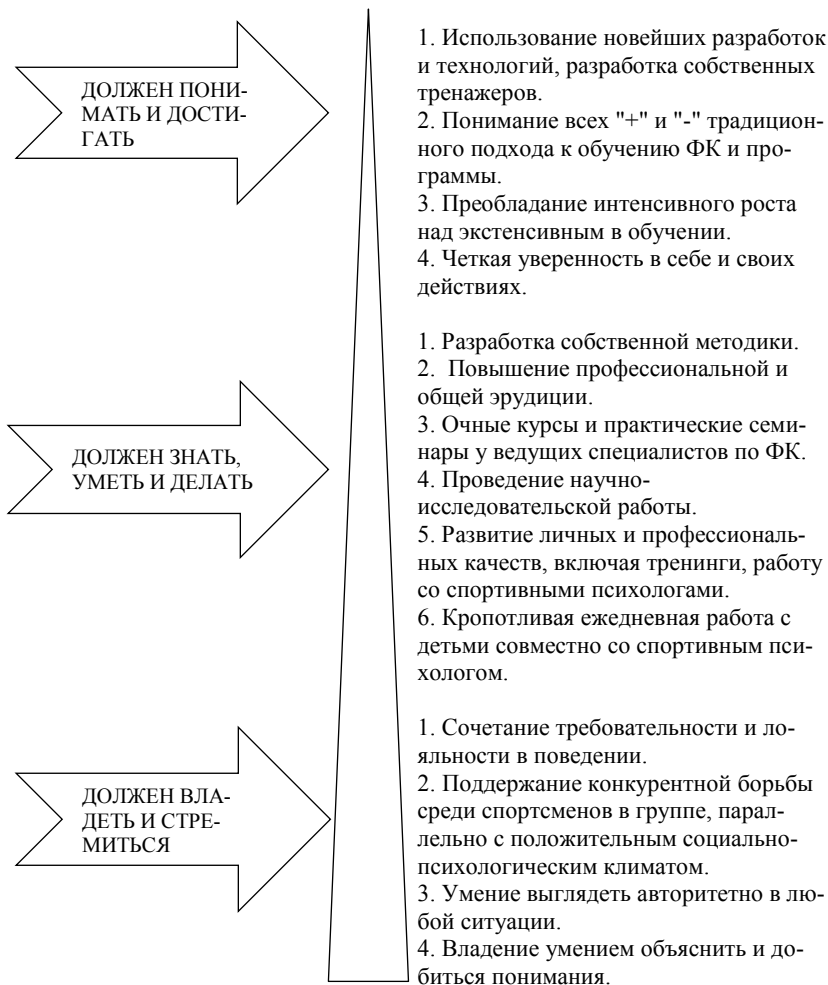 ДОЛЖЕН ПОНИ-
МАТЬ И ДОСТИ-
ГАТЬ
1. Использование новейших разработок
и технологий, разработка собственных
тренажеров.
2. Понимание всех "+" и "-" традицион-
ного подхода к обучению ФК и про-
граммы.
3. Преобладание интенсивного роста
над экстенсивным в обучении.
4. Четкая уверенность в себе и своих
действиях.
ДОЛЖЕН ЗНАТЬ,
УМЕТЬ И ДЕЛАТЬ
1. Разработка собственной методики.
2. Повышение профессиональной и
общей эрудиции.
3. Очные курсы и практические семи-
нары у ведущих специалистов по ФК.
4. Проведение научно-
исследовательской работы.
5. Развитие личных и профессиональ-
ных качеств, включая тренинги, работу
со спортивными психологами.
6. Кропотливая ежедневная работа с
детьми совместно со спортивным пси-
хологом.
ДОЛЖЕН ВЛА-
ДЕТЬ И СТРЕ-
МИТЬСЯ
1. Сочетание требовательности и ло-
яльности в поведении.
2. Поддержание конкурентной борьбы
среди спортсменов в группе, парал-
лельно с положительным социально-
психологическим климатом.
3. Умение выглядеть авторитетно в лю-
бой ситуации.
4. Владение умением объяснить и до-
биться понимания.